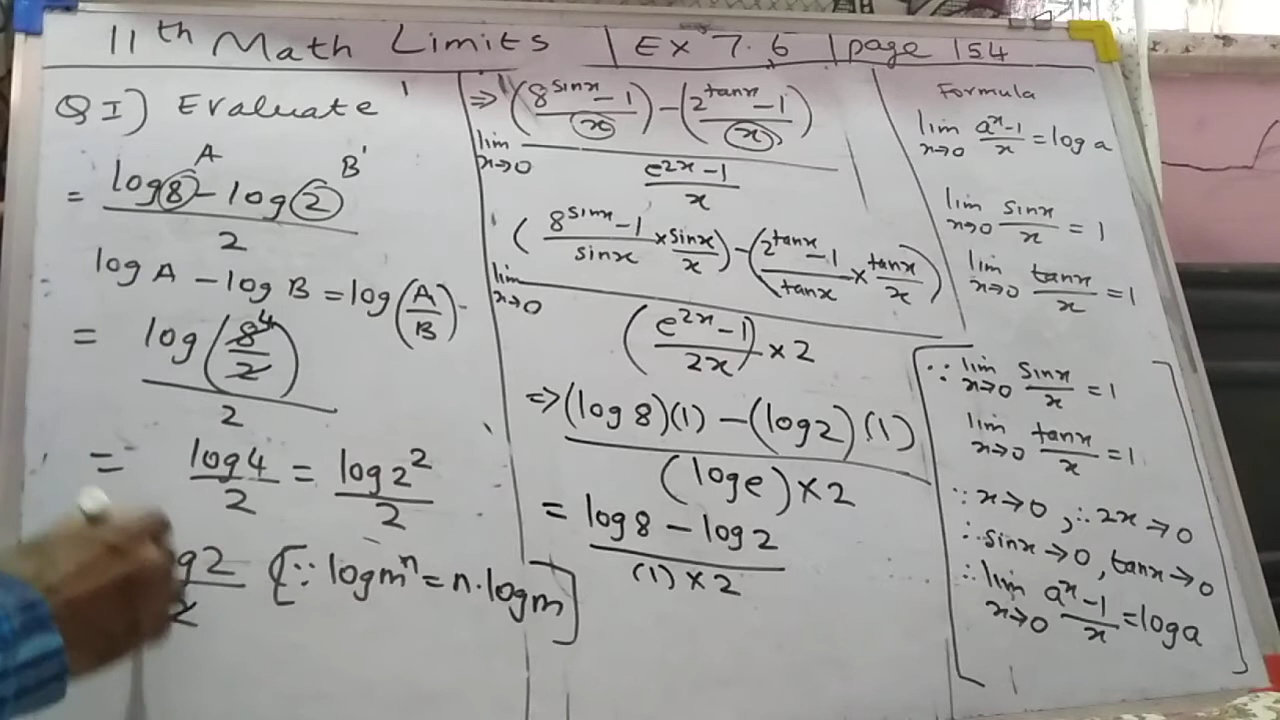 11th Math Limits | Ex 7.6 | page 154
Q I) Evaluate
= (log 8 - log 2) / 2
A B
log A - log B = log(A/B)
= log(8/2) / 2
4
= log 4 / 2 = log 2² / 2
g 2 / 2 [∵ log mⁿ = n·log m]
⇒ lim x→0 ((8^sinx - 1)/x) - ((2^tanx - 1)/x) / (e^2x - 1)/x
lim x→0 ((8^sinx - 1)/sinx × sinx/x) - ((2^tanx - 1)/tanx × tanx/x) / ((e^2x - 1)/2x) × 2
⇒ (log 8)(1) - (log 2)(1) / (log e) × 2
= (log 8 - log 2) / (1) × 2
Formula
lim x→0 (a^x - 1)/x = log a
lim x→0 sinx/x = 1
lim x→0 tanx/x = 1
∵ lim x→0 sinx/x = 1
lim x→0 tanx/x = 1
∵ x→0, ∴ 2x→0
∴ sinx→0, tanx→0
∴ lim x→0 (a^x - 1)/x = log a